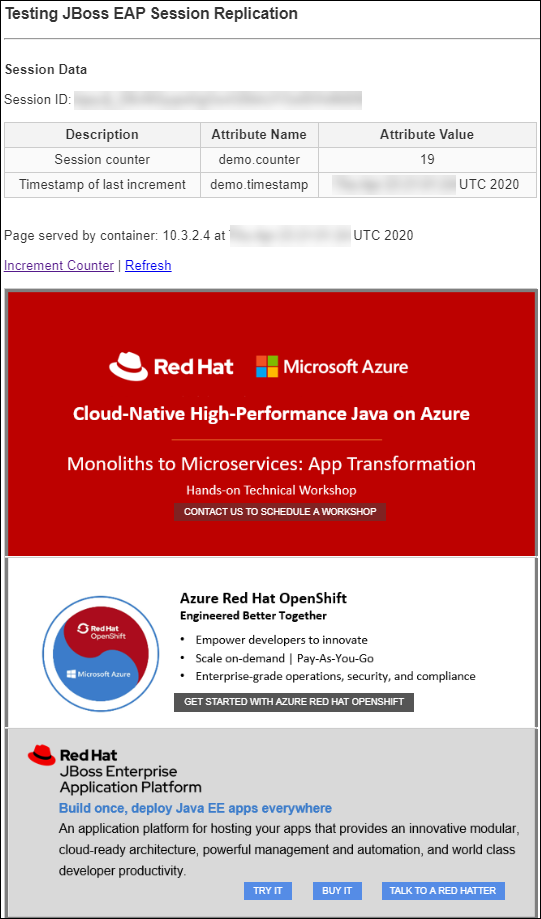 Testing JBoss EAP Session Replication
Session Data
Session ID:
Description Attribute Name Attribute Value
Session counter demo.counter 19
Timestamp of last increment demo.timestamp UTC 2020
Page served by container: 10.3.2.4 at UTC 2020
Increment Counter | Refresh
Red Hat Microsoft Azure
Cloud-Native High-Performance Java on Azure
Monoliths to Microservices: App Transformation
Hands-on Technical Workshop
CONTACT US TO SCHEDULE A WORKSHOP
Azure Red Hat OpenShift
Engineered Better Together
Red Hat
OpenShift
Microsoft Azure
• Empower developers to innovate
• Scale on-demand | Pay-As-You-Go
• Enterprise-grade operations, security, and compliance
GET STARTED WITH AZURE RED HAT OPENSHIFT
Red Hat
JBoss Enterprise
Application Platform
Build once, deploy Java EE apps everywhere
An application platform for hosting your apps that provides an innovative modular,
cloud-ready architecture, powerful management and automation, and world class
developer productivity.
TRY IT BUY IT TALK TO A RED HATTER